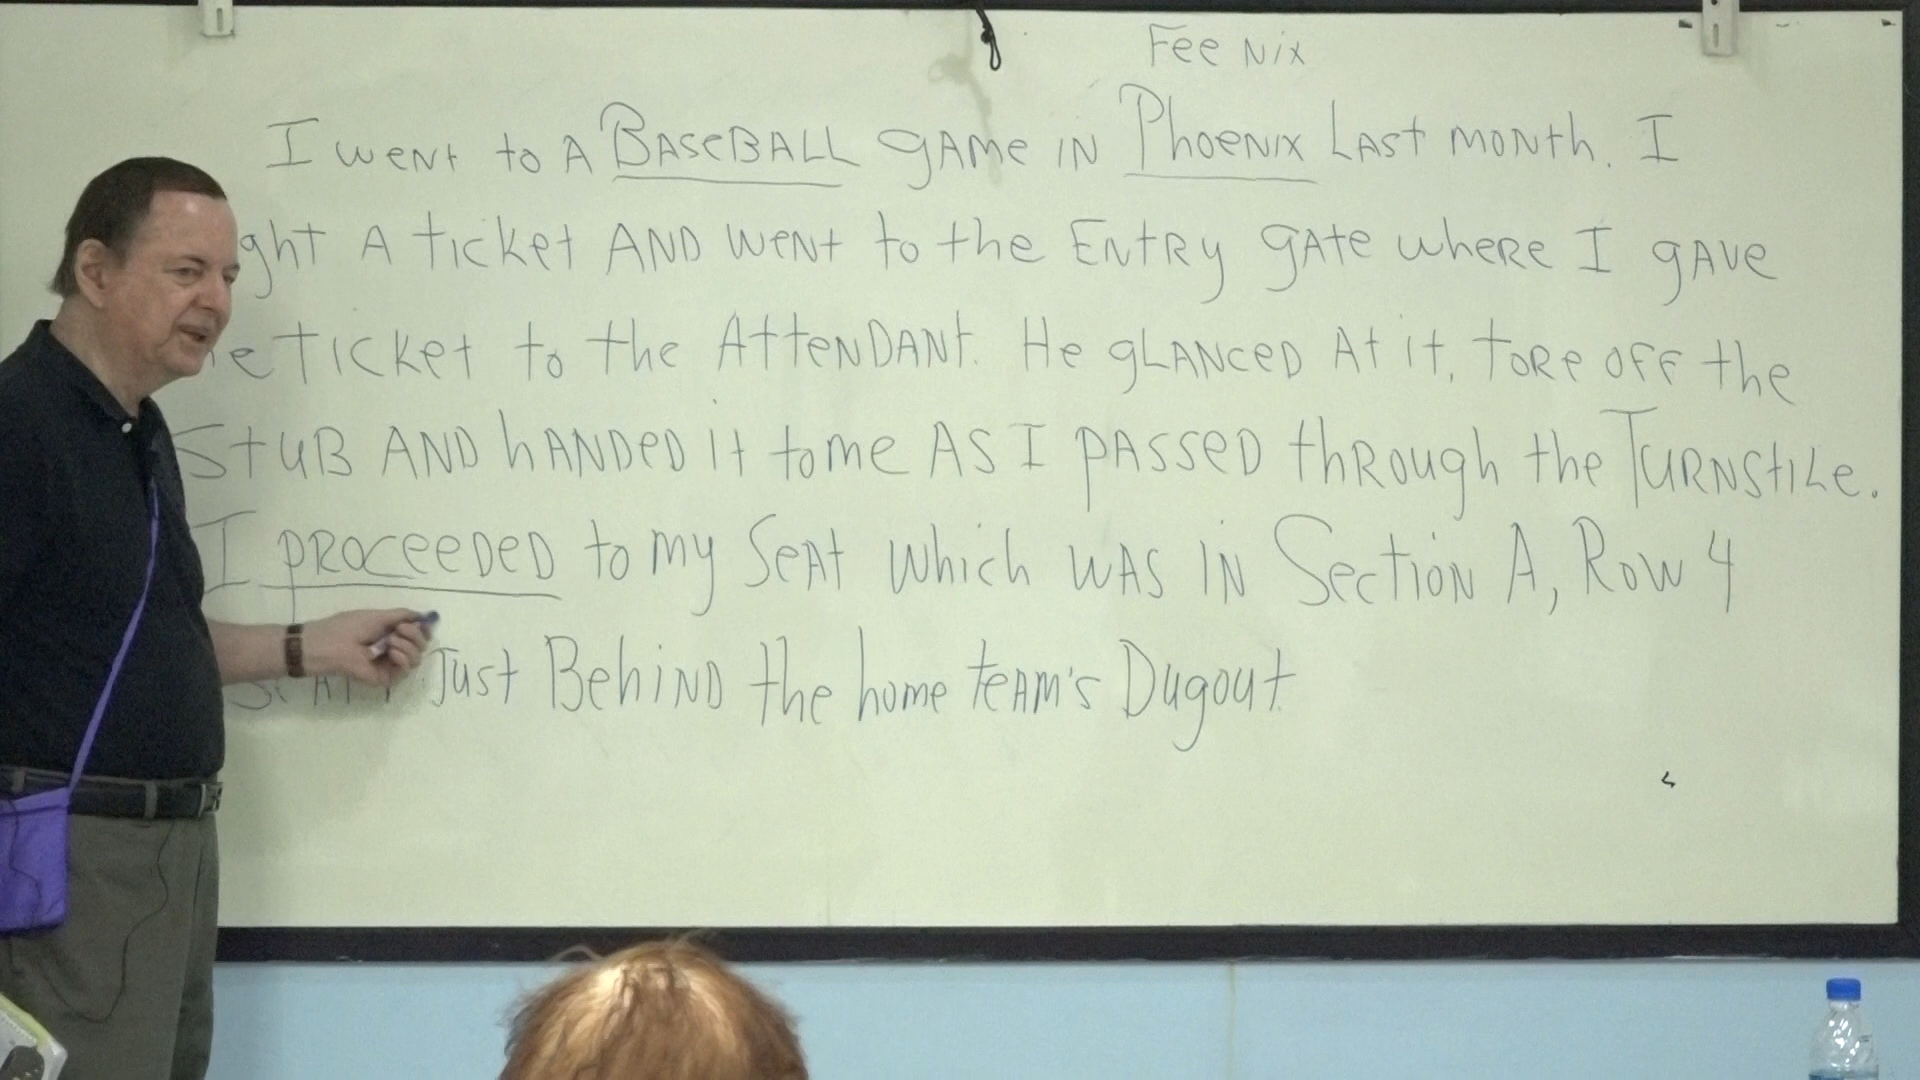 Fee Nix
I went to A BaseBALL gAMe IN Phoenix LAst month. I
ght A ticket AND went to the Entry gAte where I gAve
e Ticket to the AttenDANt. He gLANCeD At it, tore off the
StuB AND hANDeD it to me AS I pAsseD through the TurnstiLe.
I proceeDeD to my SeAt which wAs IN Section A, Row 4
Just BehiND the home teAm's Dugout.